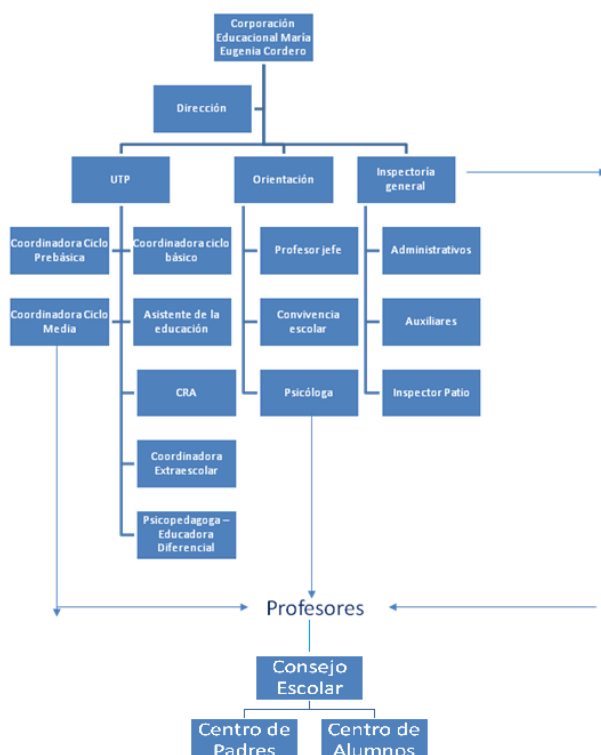 Corporación
Educacional María
Eugenia Cordero
Dirección
UTP
Orientación
Inspectoría
general
Coordinadora Ciclo
Prebásica
Coordinadora ciclo
básico
Profesor jefe
Administrativos
Coordinadora Ciclo
Media
Asistente de la
educación
Convivencia
escolar
Auxiliares
CRA
Psicóloga
Inspector Patio
Coordinadora
Extraescolar
Psicopedagoga –
Educadora
Diferencial
Profesores
Consejo
Escolar
Centro de
Padres
Centro de
Alumnos